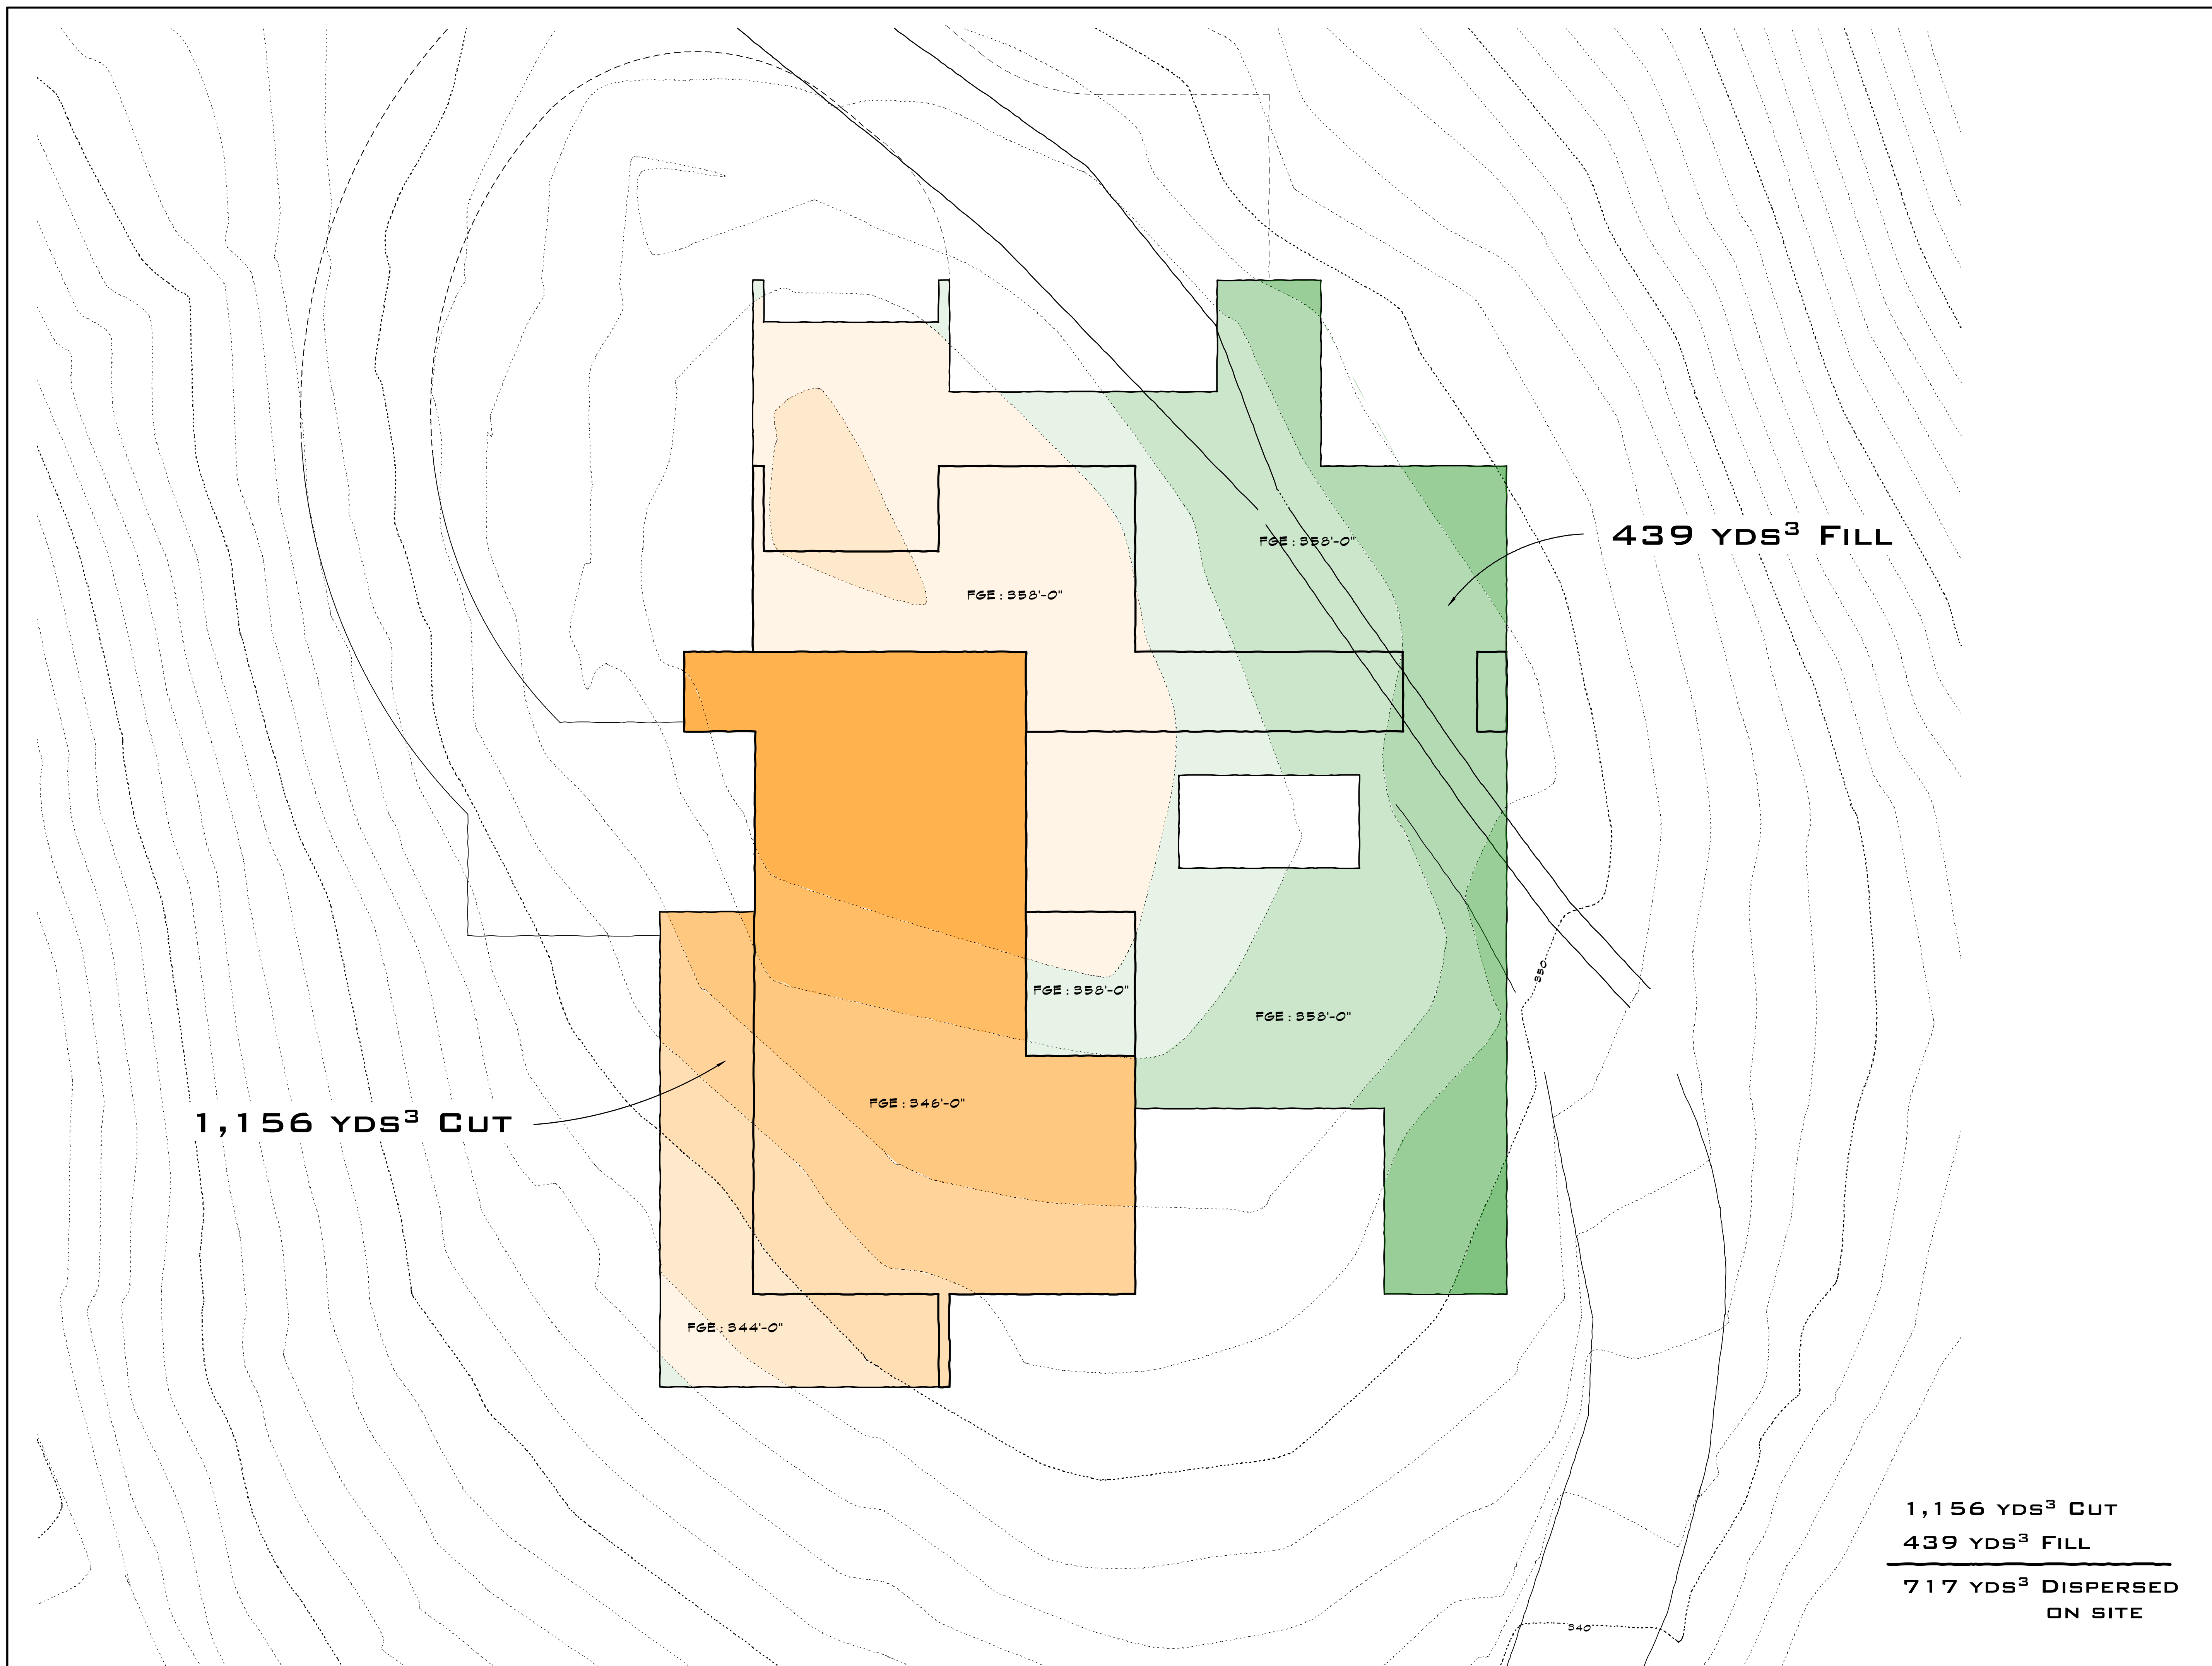 439 YDS³ FILL
FGE : 358'-0"
FGE : 358'-0"
350
FGE : 358'-0"
FGE : 358'-0"
FGE : 346'-0"
1,156 YDS³ CUT
FGE : 344'-0"
1,156 YDS³ CUT
439 YDS³ FILL
717 YDS³ DISPERSED
ON SITE
340